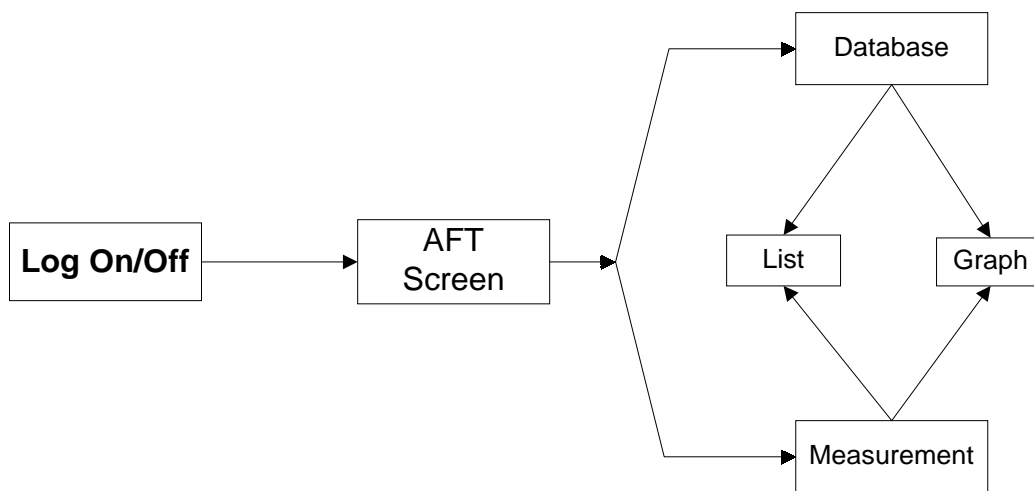 Database
Log On/Off
AFT
Screen
List
Graph
Measurement